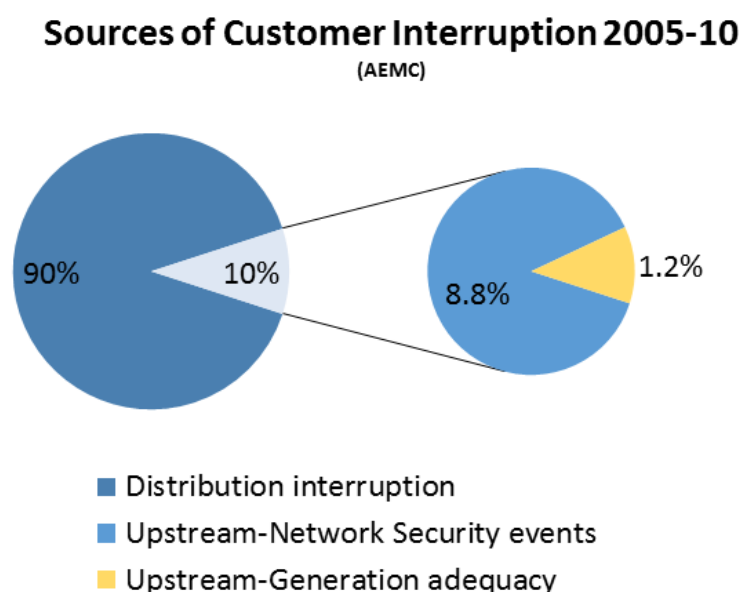 Sources of Customer Interruption 2005-10
(AEMC)
90%
10%
8.8%
1.2%
Distribution interruption
Upstream-Network Security events
Upstream-Generation adequacy